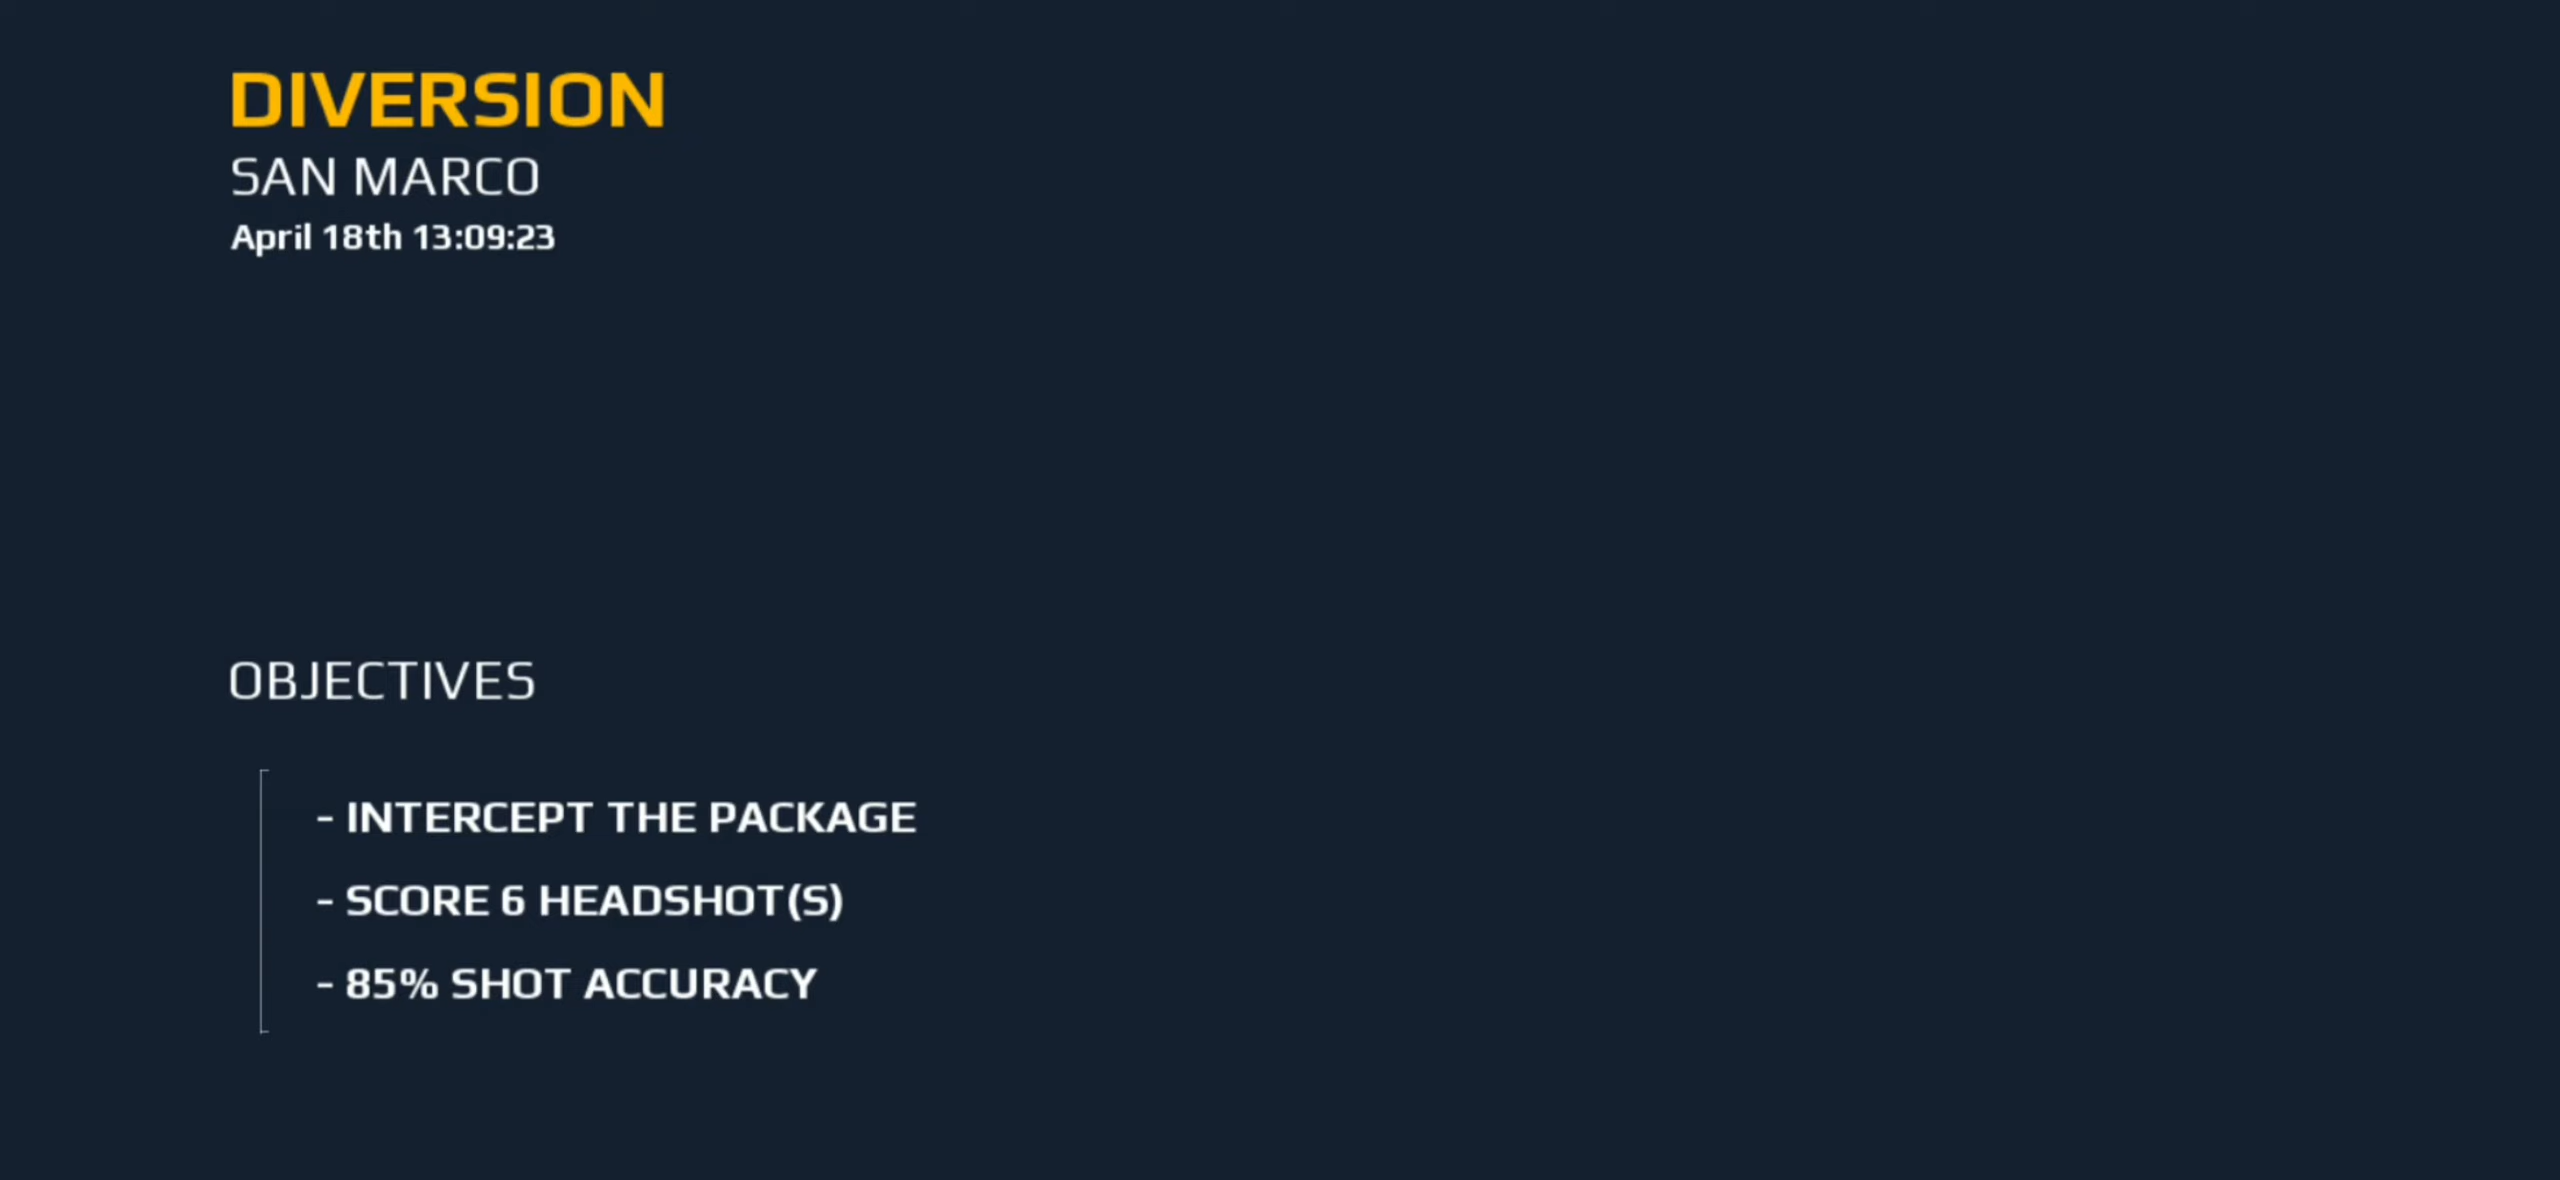 DIVERSION
SAN MARCO
April 18th 13:09:23
OBJECTIVES
- INTERCEPT THE PACKAGE
- SCORE 6 HEADSHOT(S)
- 85% SHOT ACCURACY